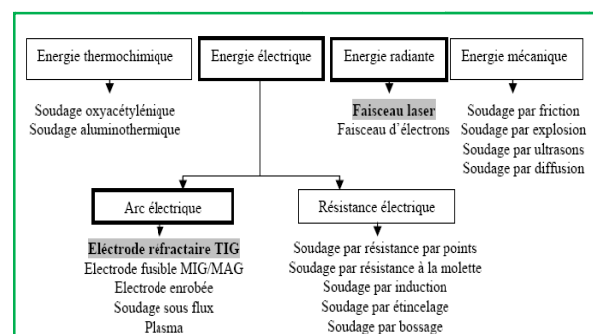 Energie thermochimique
Energie électrique
Energie radiante
Energie mécanique
Soudage oxyacétylénique
Soudage aluminothermique
Faisceau laser
Faisceau d'électrons
Soudage par friction
Soudage par explosion
Soudage par ultrasons
Soudage par diffusion
Arc électrique
Résistance électrique
Eléctrode réfractaire TIG
Electrode fusible MIG/MAG
Electrode enrobée
Soudage sous flux
Plasma
Soudage par résistance par points
Soudage par résistance à la molette
Soudage par induction
Soudage par étincelage
Soudage par bossage